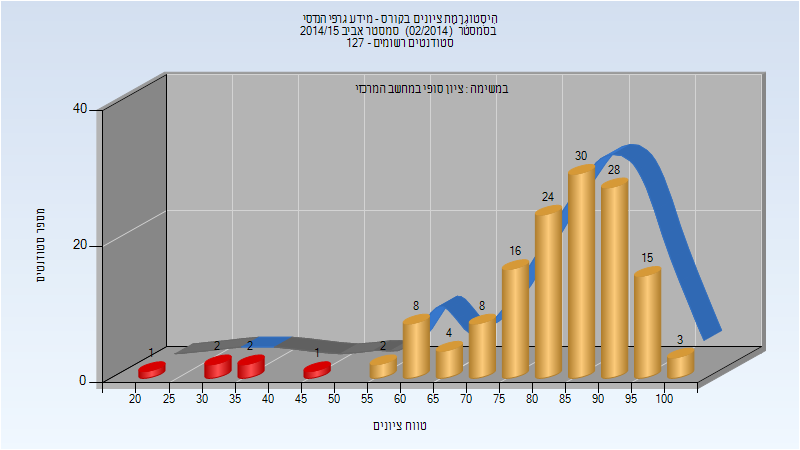 היסטוגרמת ציונים בקורס - מידע גרפי הנדסי
בסמסטר (02/2014) סמסטר אביב 2014/15
סטודנטים רשומים - 127
במשימה : ציון סופי במחשב המרכזי
מספר סטודנטים
40
20
0
1 2 2 1 2 8 4 8 16 24 30 28 15 3
20 25 30 35 40 50 55 60 65 70 75 80 85 90 95 100
טווח ציונים